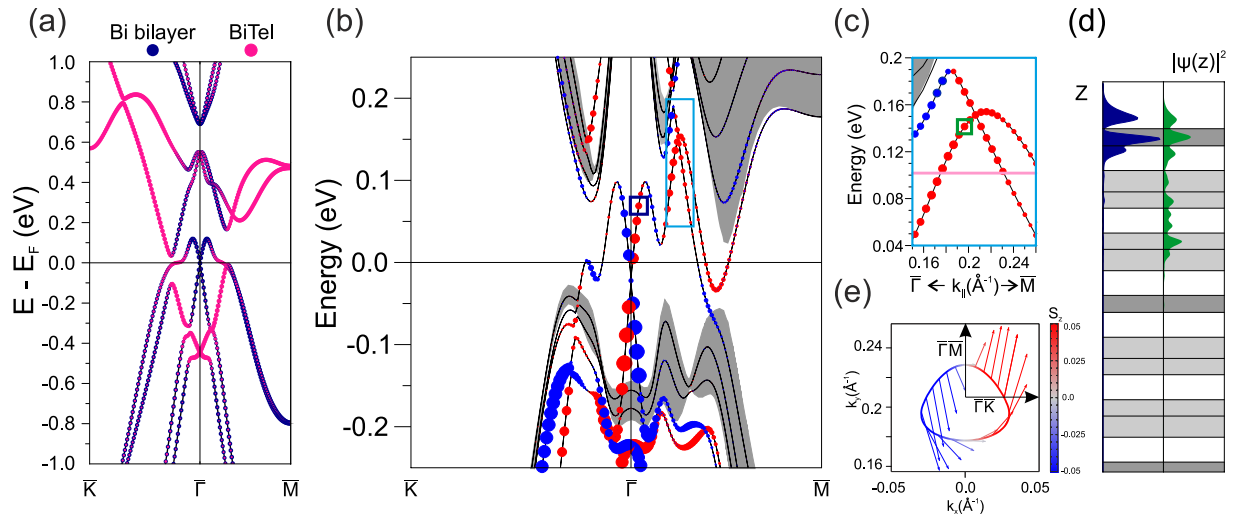 (a)
Bi bilayer
BiTeI
E - E_F (eV)
1.0
0.8
0.6
0.4
0.2
0.0
-0.2
-0.4
-0.6
-0.8
-1.0
K̅
Γ̅
M̅
(b)
Energy (eV)
0.2
0.1
0.0
-0.1
-0.2
K̅
Γ̅
M̅
(c)
Energy (eV)
0.2
0.16
0.12
0.08
0.04
0.16
0.2
0.24
Γ̅ ← k_||(Å⁻¹) → M̅
(e)
k_y(Å⁻¹)
0.24
0.20
0.16
Γ̅M̅
Γ̅K̅
-0.05
0.0
0.05
k_x(Å⁻¹)
S_z
0.05
0.0
-0.05
(d)
|ψ(z)|²
Z